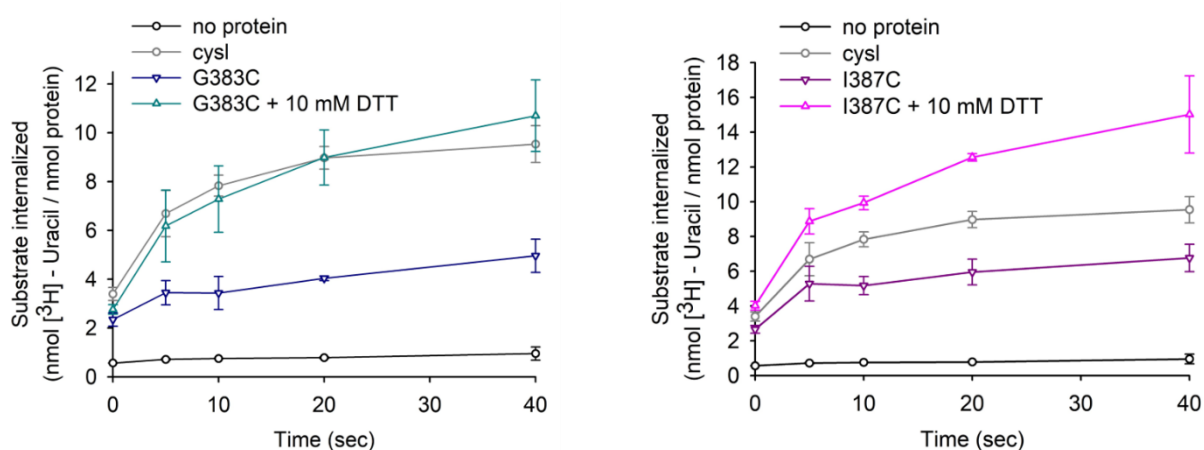 no protein
cysl
G383C
G383C + 10 mM DTT
Substrate internalized
(nmol [³H] - Uracil / nmol protein)
12
10
8
6
4
2
0
0
10
20
30
40
Time (sec)
no protein
cysl
I387C
I387C + 10 mM DTT
Substrate internalized
(nmol [³H] - Uracil / nmol protein)
18
16
14
12
10
8
6
4
2
0
0
10
20
30
40
Time (sec)